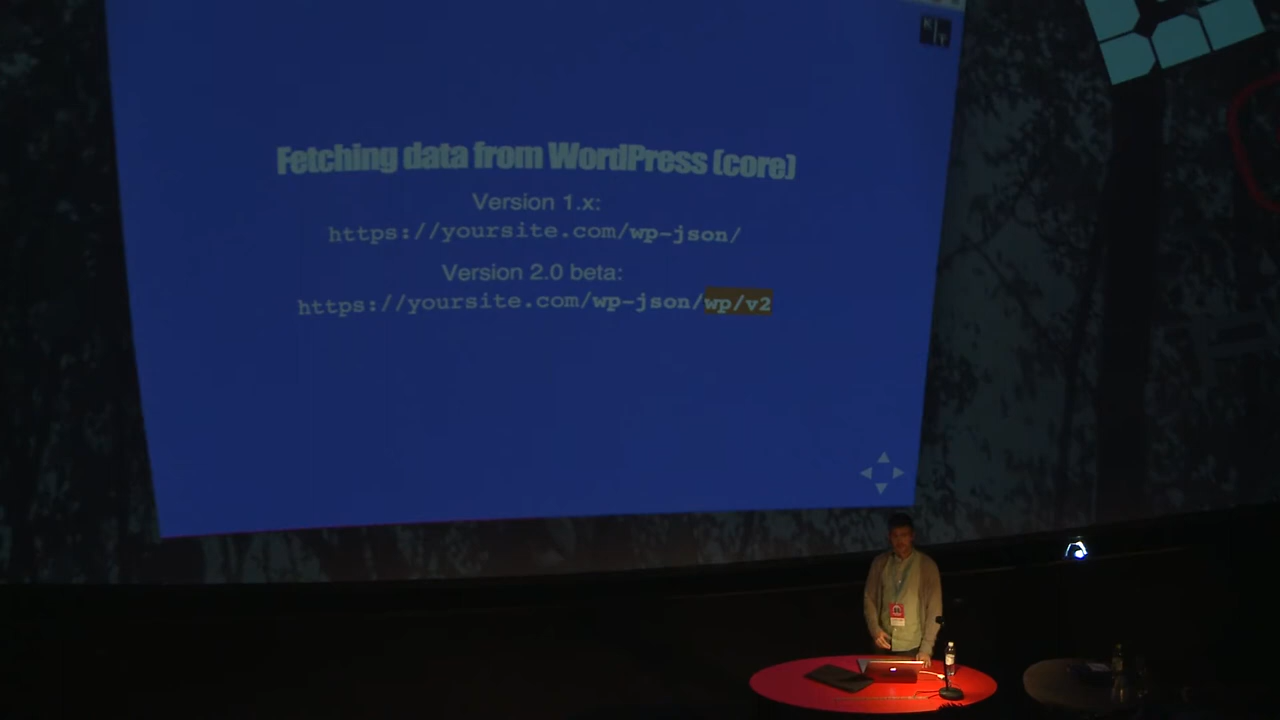 Fetching data from WordPress (core)
Version 1.x:
https://yoursite.com/wp-json/
Version 2.0 beta:
https://yoursite.com/wp-json/wp/v2